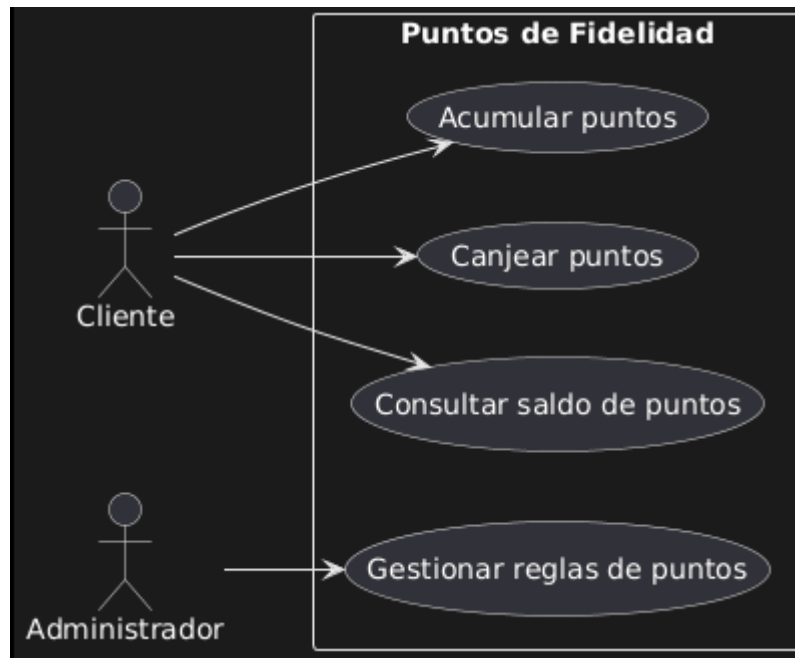 Puntos de Fidelidad
Acumular puntos
Canjear puntos
Cliente
Consultar saldo de puntos
Gestionar reglas de puntos
Administrador